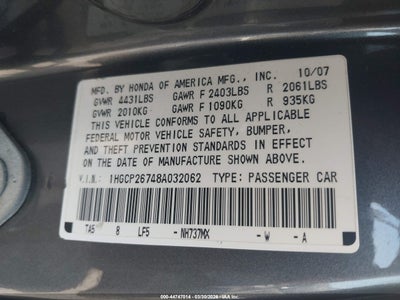 MFD. BY HONDA OF AMERICA MFG., INC. 10/07
GVWR 4431LBS GAWR F 2403LBS R 2061LBS
GVWR 2010KG GAWR F 1090KG R 935KG
THIS VEHICLE CONFORMS TO ALL APPLICABLE
FEDERAL MOTOR VEHICLE SAFETY, BUMPER,
AND THEFT PREVENTION STANDARDS IN EFFECT
ON THE DATE OF MANUFACTURE SHOWN ABOVE.
V.I.N.: 1HGCP26748A032062 TYPE: PASSENGER CAR
TA5 8 LF5 - NH737MX - W - A
000-44747014 - 03/30/2026 - © IAA Inc.